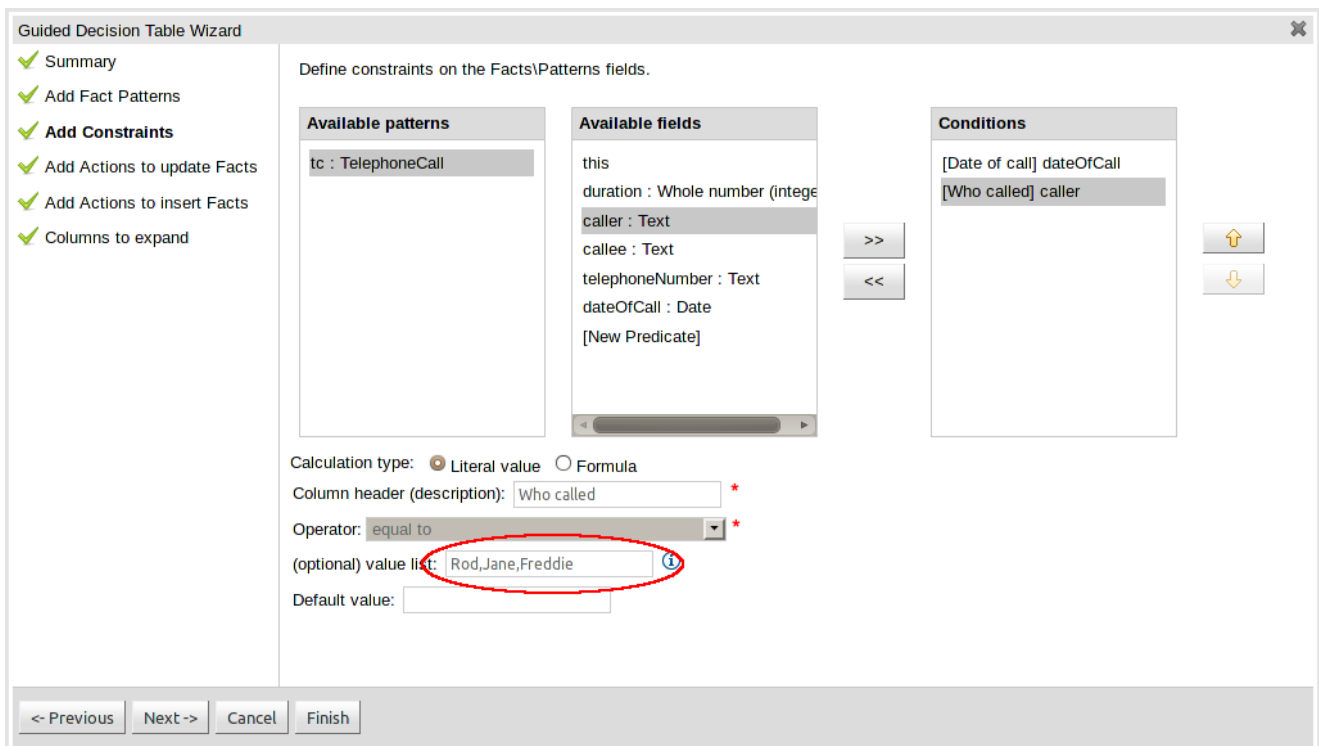 Guided Decision Table Wizard
Summary
Add Fact Patterns
Add Constraints
Add Actions to update Facts
Add Actions to insert Facts
Columns to expand
Define constraints on the Facts\Patterns fields.
Available patterns
tc : TelephoneCall
Available fields
this
duration : Whole number (intege
caller : Text
callee : Text
telephoneNumber : Text
dateOfCall : Date
[New Predicate]
>>
<<
Conditions
[Date of call] dateOfCall
[Who called] caller
Calculation type: Literal value Formula
Column header (description): Who called *
Operator: equal to *
(optional) value list: Rod,Jane,Freddie
Default value:
<- Previous Next -> Cancel Finish